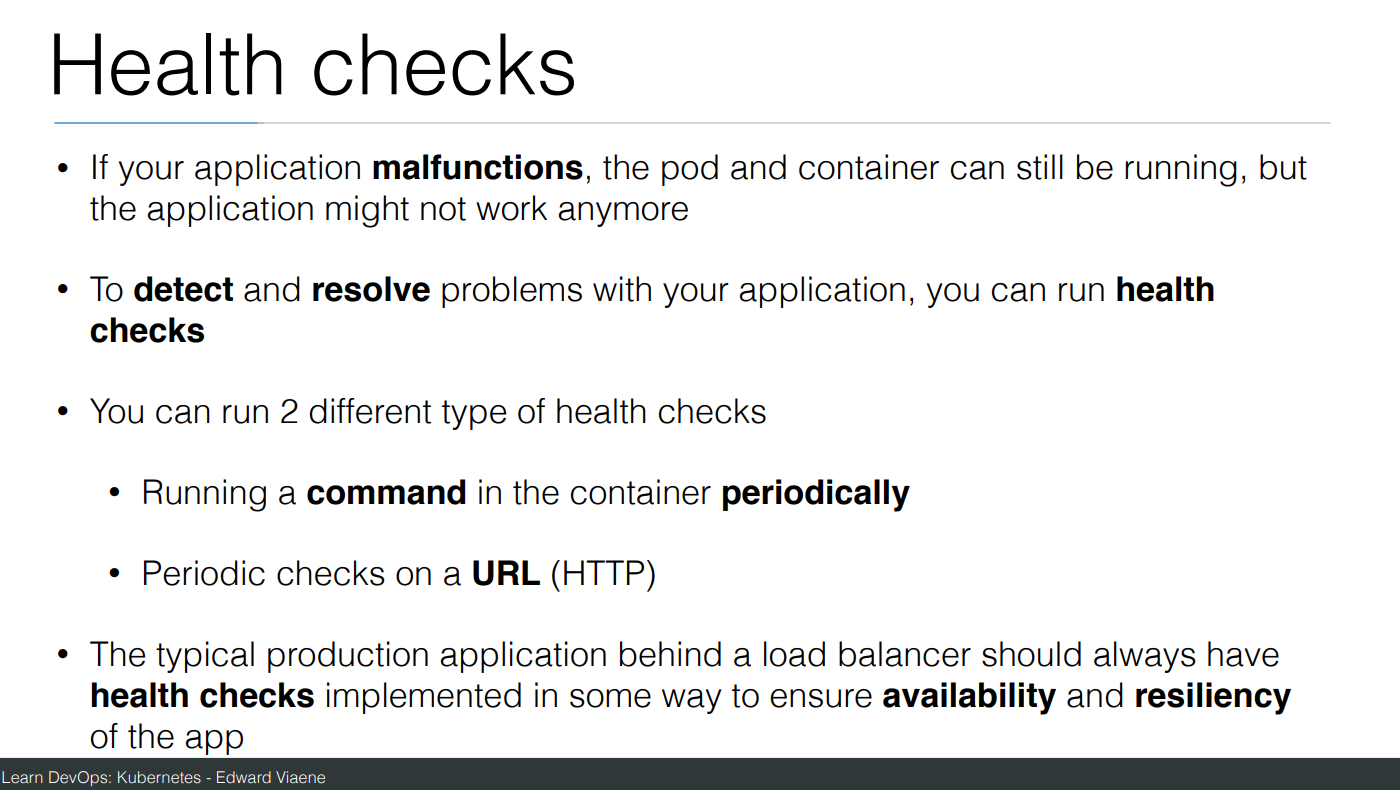 Health checks
• If your application malfunctions, the pod and container can still be running, but
the application might not work anymore
• To detect and resolve problems with your application, you can run health
checks
• You can run 2 different type of health checks
• Running a command in the container periodically
• Periodic checks on a URL (HTTP)
• The typical production application behind a load balancer should always have
health checks implemented in some way to ensure availability and resiliency
of the app
Learn DevOps: Kubernetes - Edward Viaene